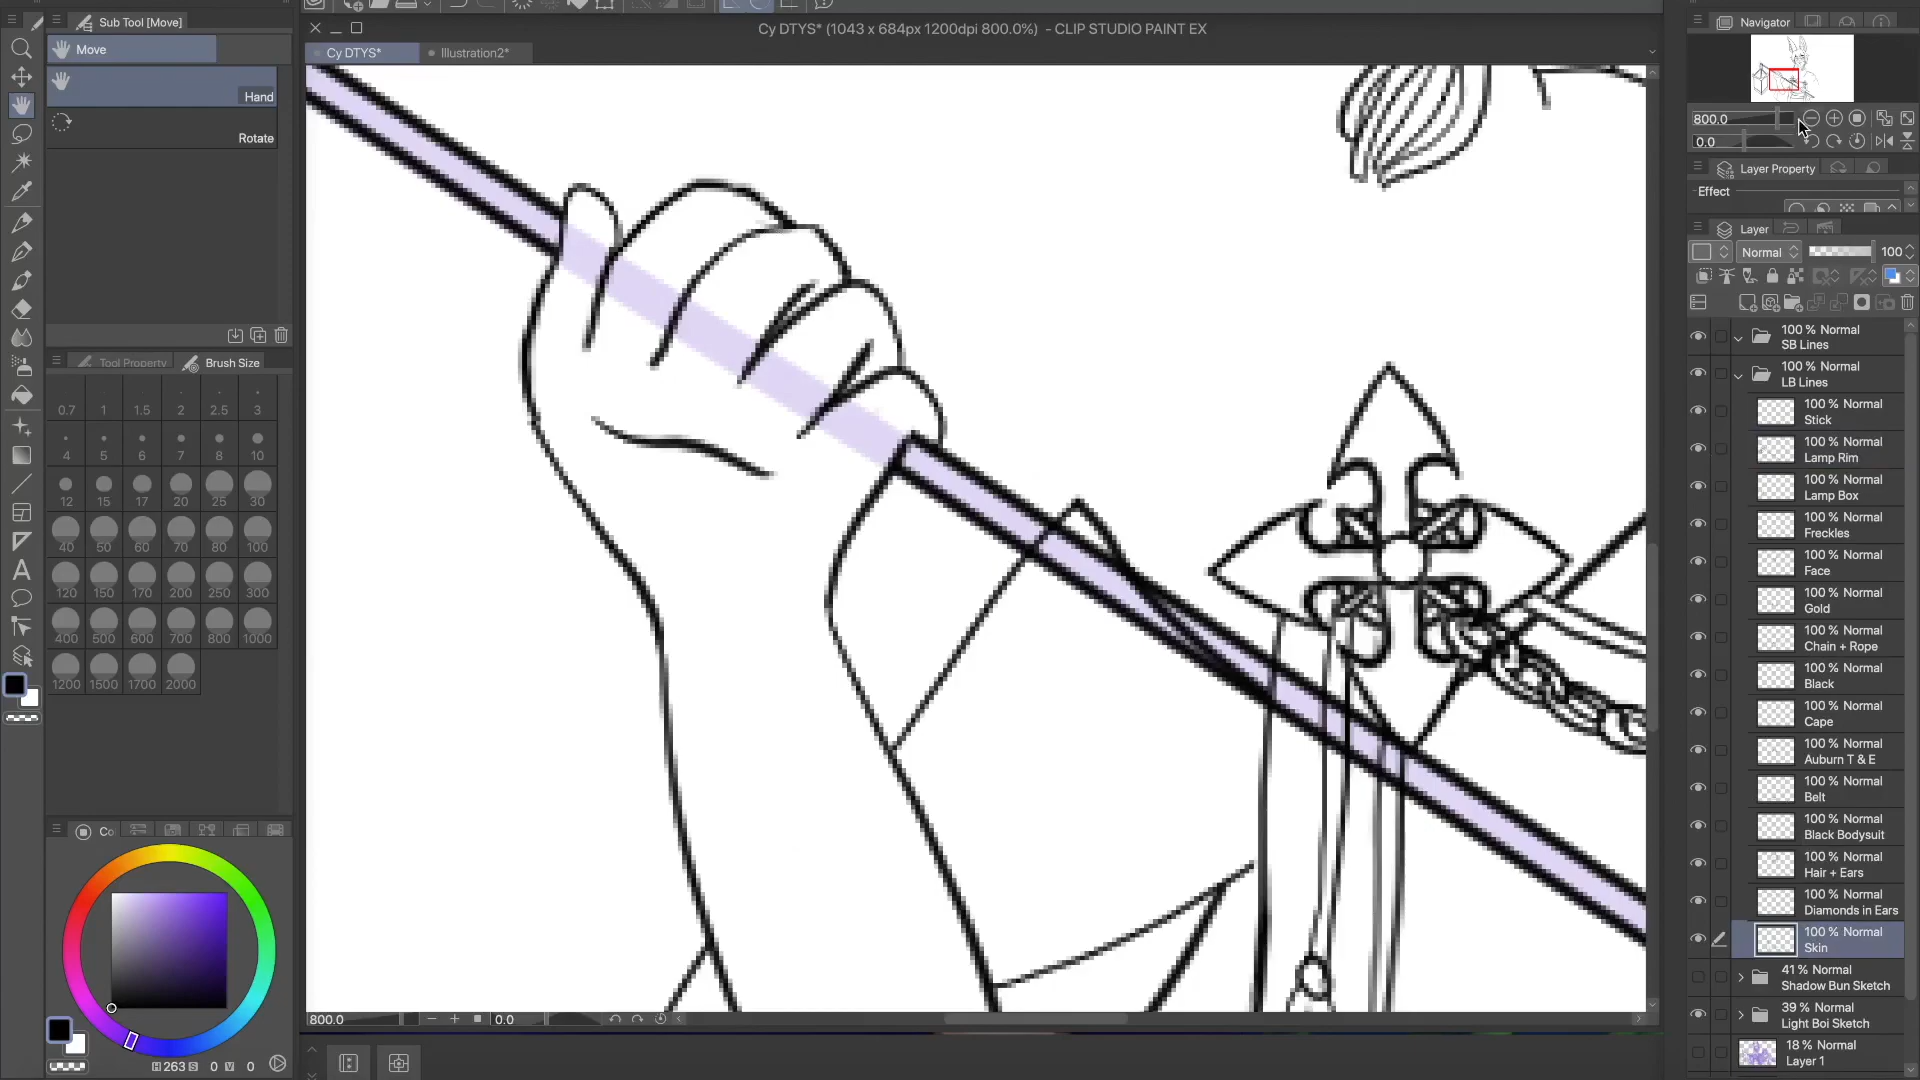 Sub Tool [Move]
Move
Hand
Rotate
Tool Property
Brush Size
0.7 1 1.5 2 2.5 3
4 5 6 7 8 10
12 15 17 20 25 30
40 50 60 70 80 100
120 150 170 200 250 300
400 500 600 700 800 1000
1200 1500 1700 2000
Co
H 263 S 0 V 0
Cy DTYS* (1043 x 684px 1200dpi 800.0%) - CLIP STUDIO PAINT EX
Cy DTYS*
Illustration2*
800.0
0.0
Navigator
800.0
0.0
Layer Property
Effect
Layer
Normal
100
100 % Normal
SB Lines
100 % Normal
LB Lines
100 % Normal
Stick
100 % Normal
Lamp Rim
100 % Normal
Lamp Box
100 % Normal
Freckles
100 % Normal
Face
100 % Normal
Gold
100 % Normal
Chain + Rope
100 % Normal
Black
100 % Normal
Cape
100 % Normal
Auburn T & E
100 % Normal
Belt
100 % Normal
Black Bodysuit
100 % Normal
Hair + Ears
100 % Normal
Diamonds in Ears
100 % Normal
Skin
41 % Normal
Shadow Bun Sketch
39 % Normal
Light Boi Sketch
18 % Normal
Layer 1